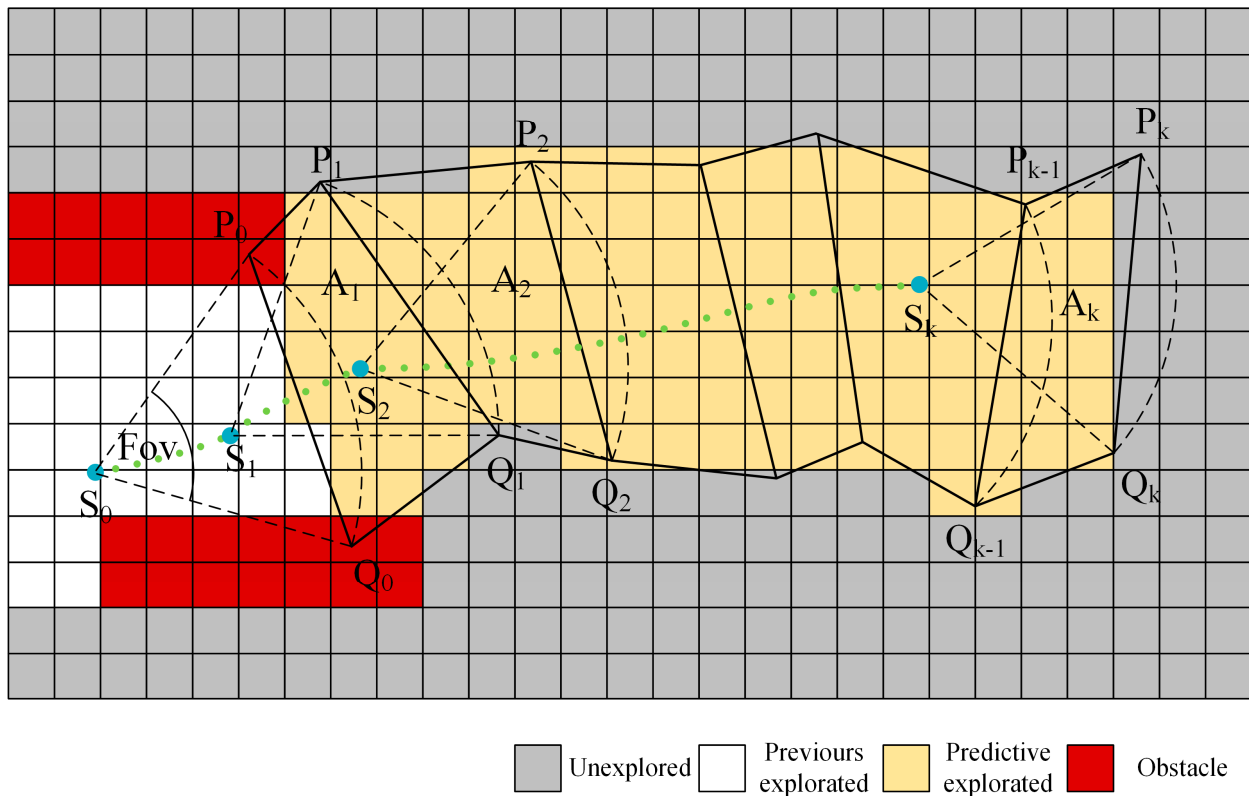 P₂
Pₖ
P₁
Pₖ₋₁
P₀
A₁
A₂
Aₖ
Sₖ
S₂
Fov
S₁
Q₁
S₀
Q₂
Qₖ
Qₖ₋₁
Q₀
Unexplored
Previours
explorated
Predictive
explorated
Obstacle